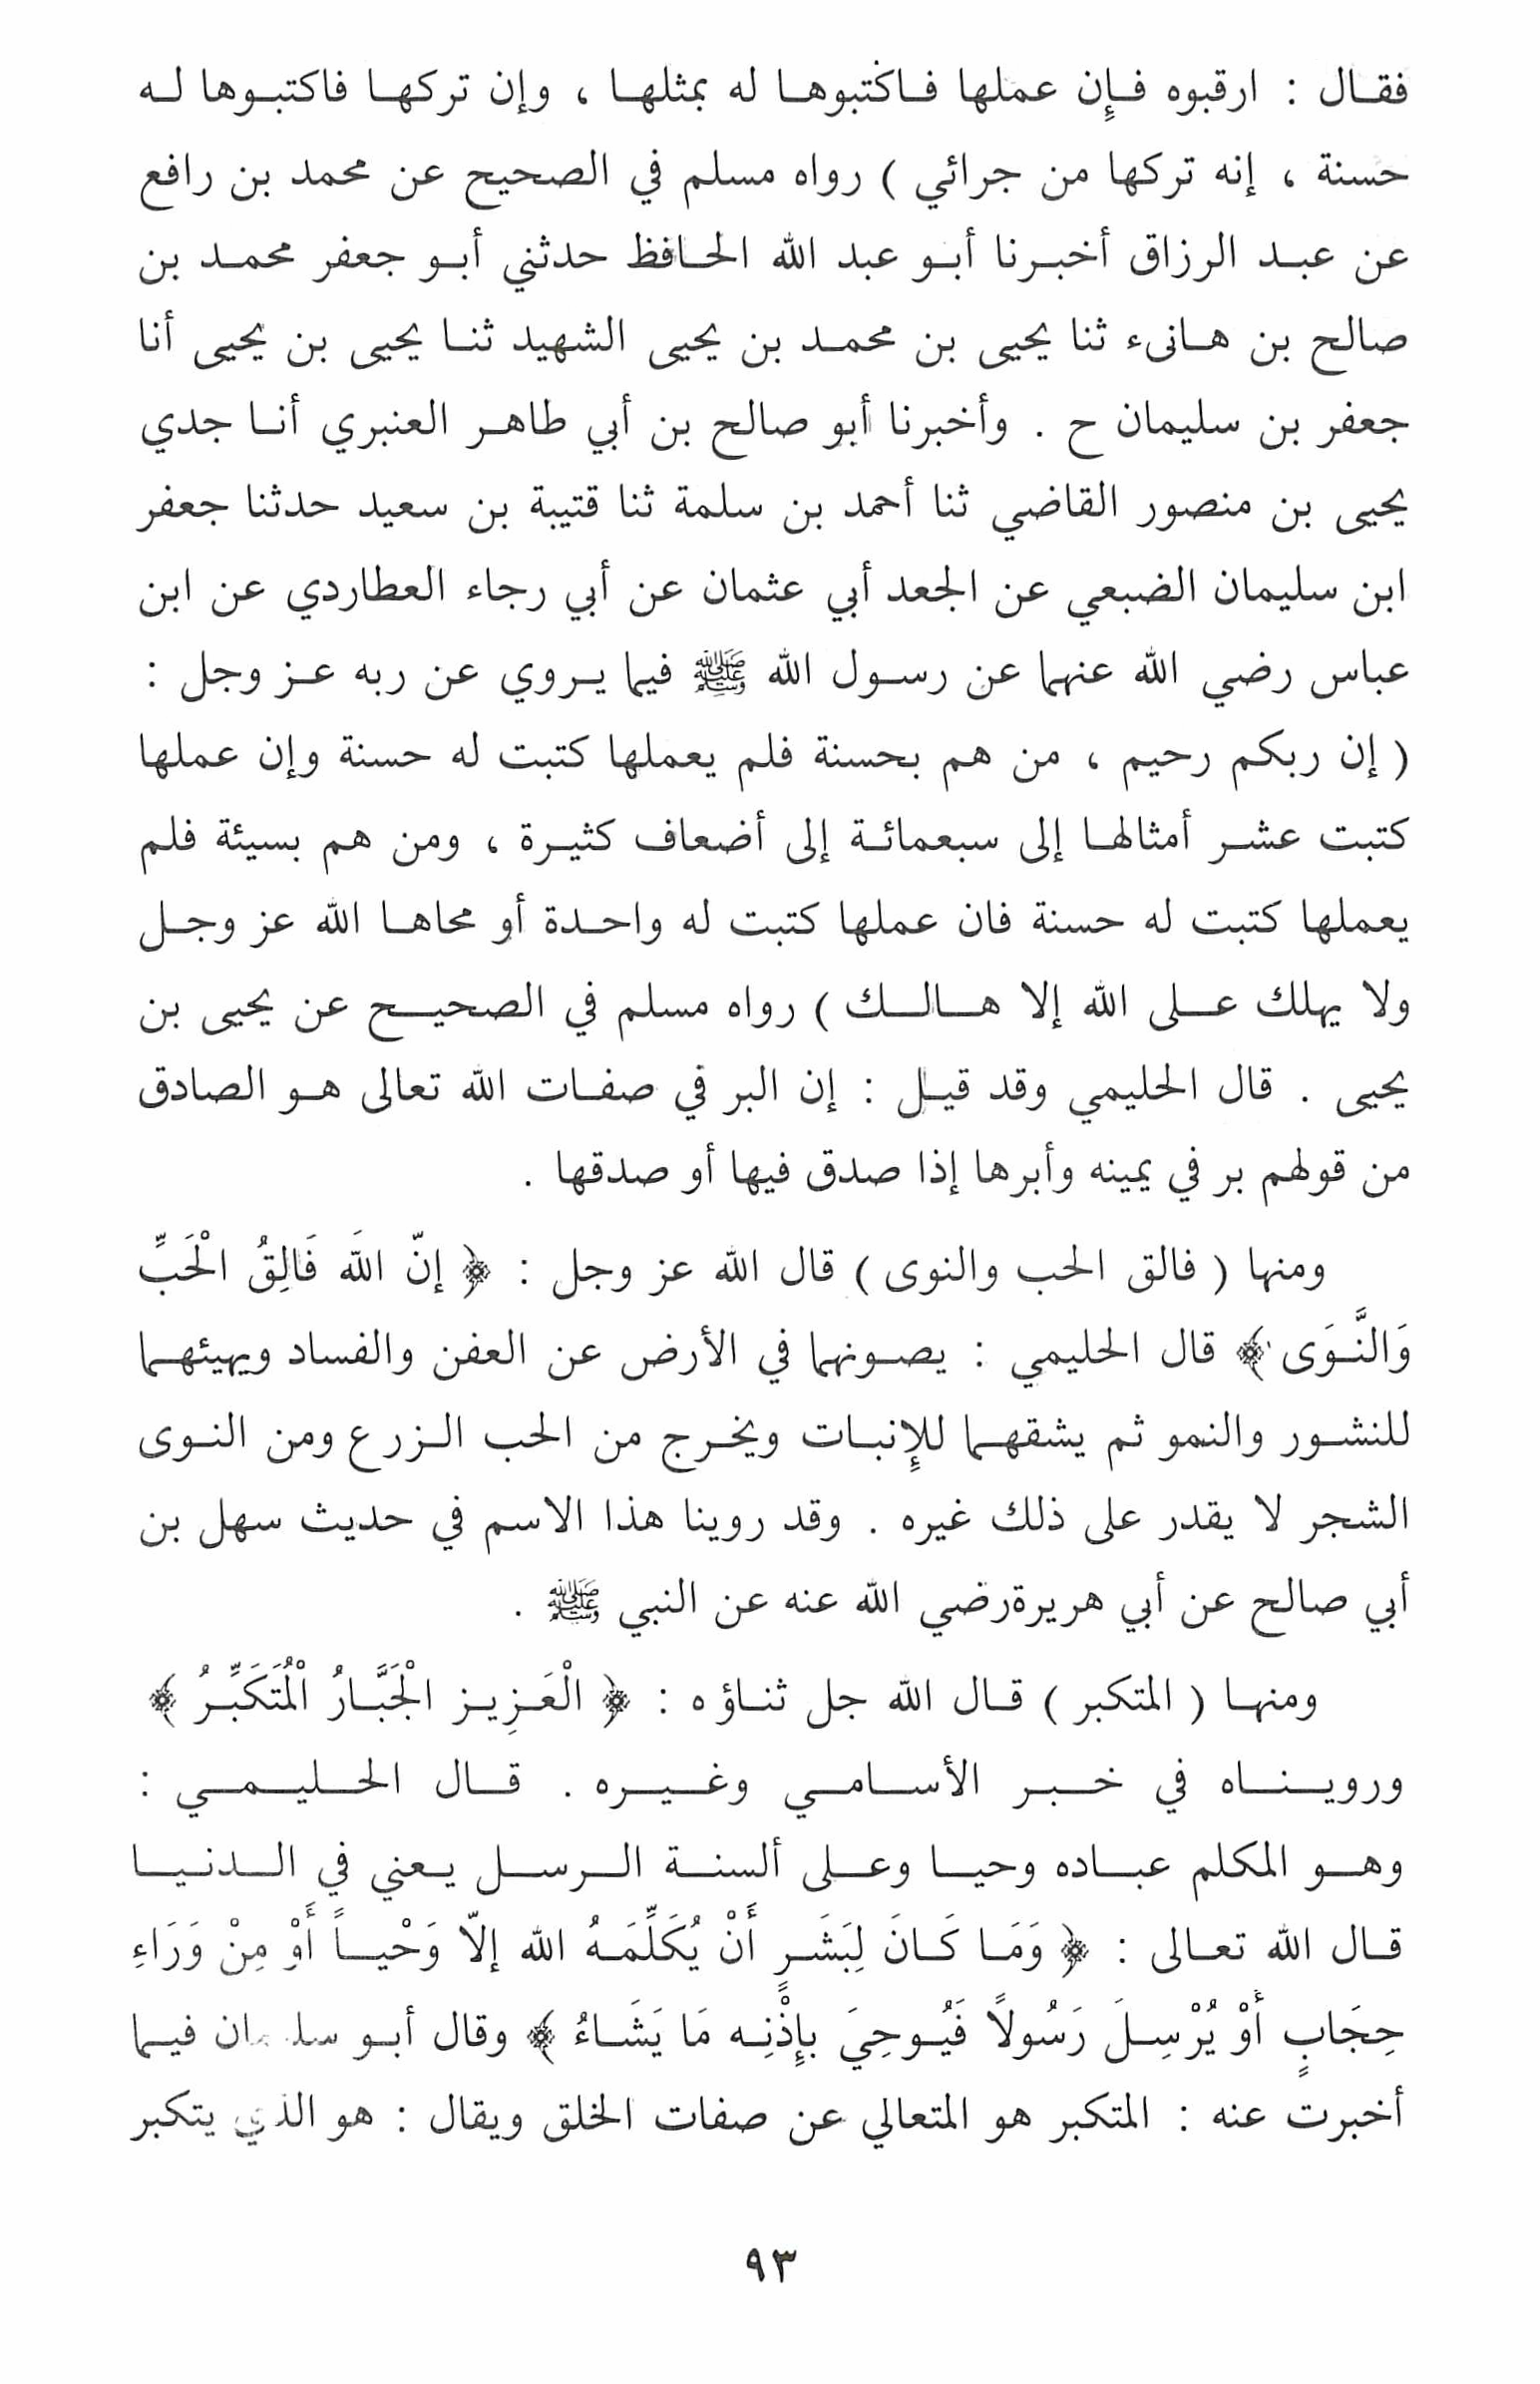 فقال : ارقبوه فإن عملها فاكتبوها له بمثلها ، وإن تركها فاكتبوها له
حسنة ، إنه تركها من جرائي ) رواه مسلم في الصحيح عن محمد بن رافع
عن عبد الرزاق أخبرنا أبو عبد الله الحافظ حدثني أبو جعفر محمد بن
صالح بن هانىء ثنا يحيى بن محمد بن يحيى الشهيد ثنا يحيى بن يحيى أنا
جعفر بن سليمان ح . وأخبرنا أبو صالح بن أبي طاهر العنبري أنا جدي
يحيى بن منصور القاضي ثنا أحمد بن سلمة ثنا قتيبة بن سعيد حدثنا جعفر
ابن سليمان الضبعي عن الجعد أبي عثمان عن أبي رجاء العطاردي عن ابن
عباس رضي الله عنهما عن رسول الله ﷺ فيما يروي عن ربه عز وجل :
( إن ربكم رحيم ، من هم بحسنة فلم يعملها كتبت له حسنة وإن عملها
كتبت عشر أمثالها إلى سبعمائة إلى أضعاف كثيرة ، ومن هم بسيئة فلم
يعملها كتبت له حسنة فان عملها كتبت له واحدة أو محاها الله عز وجل
ولا يهلك على الله إلا هالك ) رواه مسلم في الصحيح عن يحيى بن
يحيى . قال الحليمي وقد قيل : إن البر في صفات الله تعالى هو الصادق
من قولهم بر في يمينه وأبرها إذا صدق فيها أو صدقها .
ومنها ( فالق الحب والنوى ) قال الله عز وجل : ﴿ إنّ اللَه فَالِقُ الْحَبِّ
وَالنَّوَى ﴾ قال الحليمي : يصونهما في الأرض عن العفن والفساد ويهيئهما
للنشور والنمو ثم يشقهما للإنبات ويخرج من الحب الزرع ومن النوى
الشجر لا يقدر على ذلك غيره . وقد روينا هذا الاسم في حديث سهل بن
أبي صالح عن أبي هريرة رضي الله عنه عن النبي ﷺ .
ومنها ( المتكبر ) قال الله جل ثناؤه : ﴿ الْعَزِيز الْجَبَّارُ الْمُتَكَبِّرُ ﴾
ورويناه في خبر الأسامي وغيره . قال الحليمي :
وهو المكلم عباده وحيا وعلى ألسنة الرسل يعني في الدنيا
قال الله تعالى : ﴿ وَمَا كَانَ لِبَشَرٍ أَنْ يُكَلِّمَهُ الله إلاّ وَحْياً أَوْ مِنْ وَرَاءِ
حِجَابٍ أَوْ يُرْسِلَ رَسُولاً فَيُوحِيَ بإِذْنِه مَا يَشَاءُ ﴾ وقال أبو سليمان فيما
أخبرت عنه : المتكبر هو المتعالي عن صفات الخلق ويقال : هو الذي يتكبر
٩٣